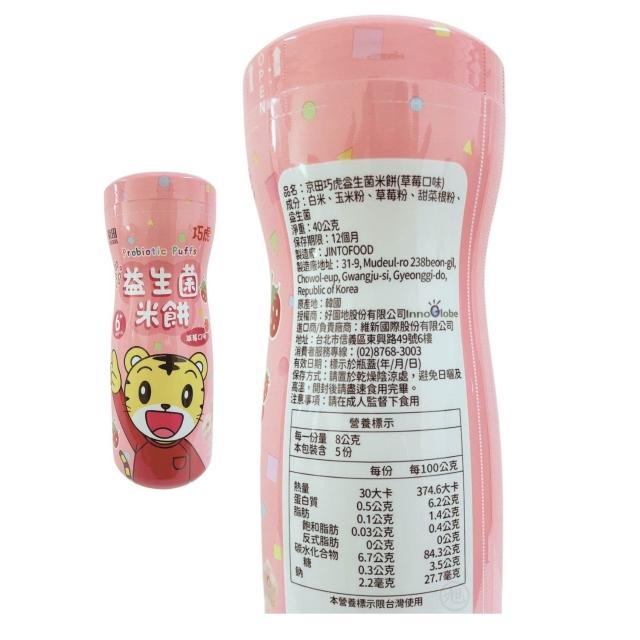 OPEN
巧虎
Probiotic Puffs
益生菌
米餅
草莓口味
6
品名：京田巧虎益生菌米餅(草莓口味)
成分：白米、玉米粉、草莓粉、甜菜根粉、
益生菌
淨重：40公克
保存期限：12個月
製造廠：JINTOFOOD
製造廠地址：31-9, Mudeul-ro 238beon-gil,
Chowol-eup, Gwangju-si, Gyeonggi-do,
Republic of Korea
原產地：韓國
授權商：好圖地股份有限公司InnoGlobe
進口商/負責廠商：維新國際股份有限公司
地址：台北市信義區東興路49號6樓
消費者服務專線：(02)8768-3003
有效日期：標示於瓶蓋(年/月/日)
保存方式：請置於乾燥陰涼處，避免日曬及
高溫，開封後請盡速食用完畢。
注意事項：請在成人監督下食用
營養標示
每一份量 8公克
本包裝含 5份
每份 每100公克
熱量 30大卡 374.6大卡
蛋白質 0.5公克 6.2公克
脂肪 0.1公克 1.4公克
飽和脂肪 0.03公克 0.4公克
反式脂肪 0公克 0公克
碳水化合物 6.7公克 84.3公克
糖 0.3公克 3.5公克
鈉 2.2毫克 27.7毫克
本營養標示限台灣使用